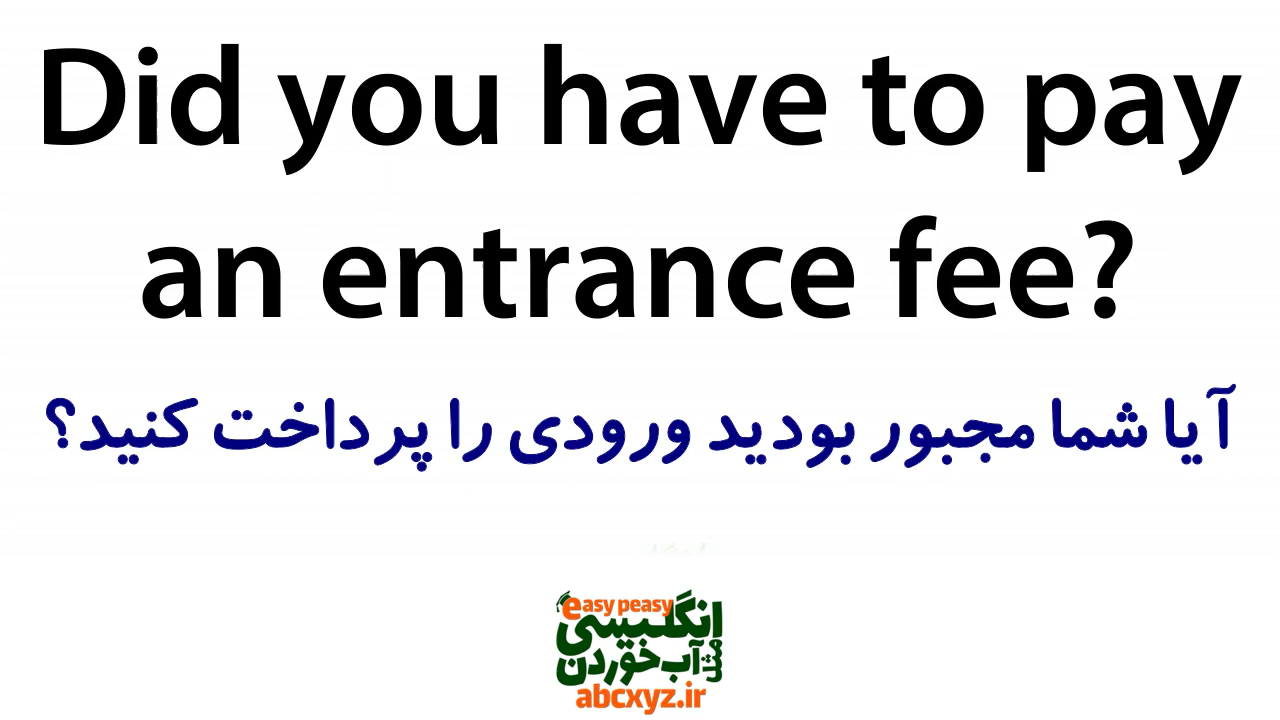 Did you have to pay
an entrance fee?
آیا شما مجبور بودید ورودی را پرداخت کنید؟
easy peasy
انگلیسی
مثل آب خوردن
abcxyz.ir